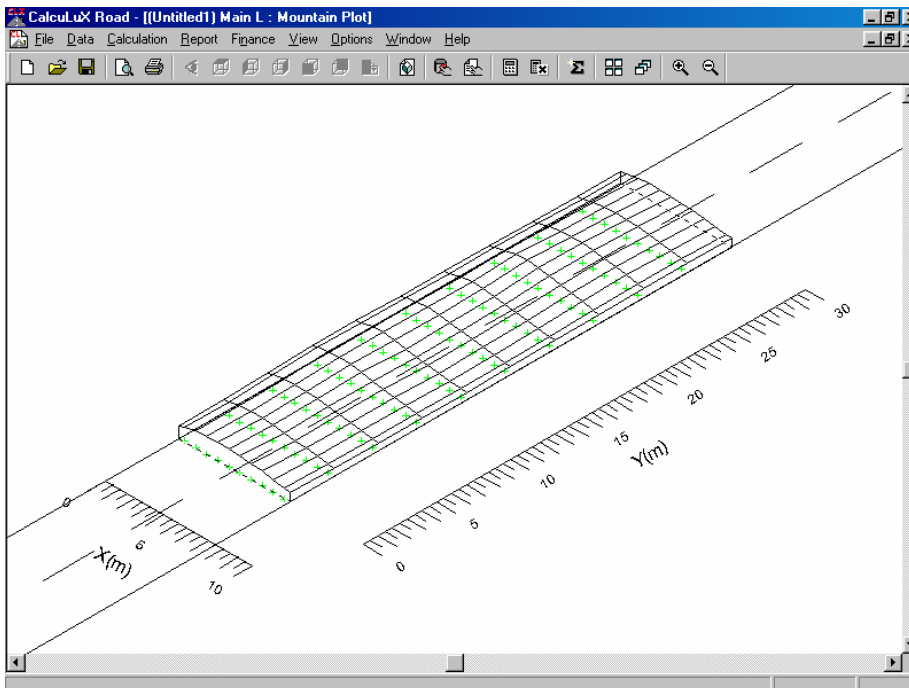 CalcuLuX Road - [(Untitled1) Main L : Mountain Plot]
File Data Calculation Report Finance View Options Window Help
30
25
20
15
Y(m)
10
5
0
0
5
X(m)
10